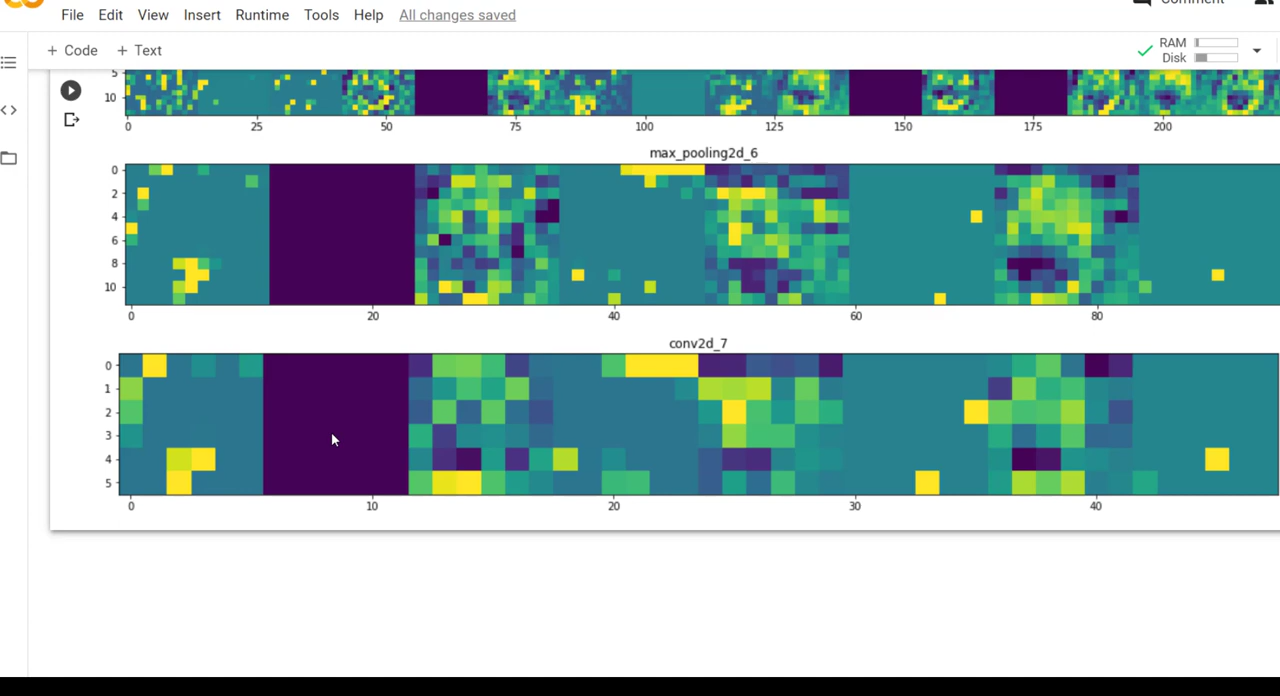 Comment
File Edit View Insert Runtime Tools Help All changes saved
+ Code + Text
RAM
Disk
5
10
0 25 50 75 100 125 150 175 200
max_pooling2d_6
0
2
4
6
8
10
0 20 40 60 80
conv2d_7
0
1
2
3
4
5
0 10 20 30 40